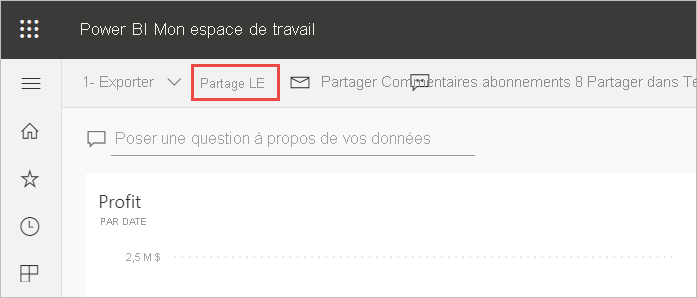 Power BI Mon espace de travail
1- Exporter Partage LE Partager Commentaires abonnements 8 Partager dans Te
Poser une question à propos de vos données
Profit
PAR DATE
2,5 M $